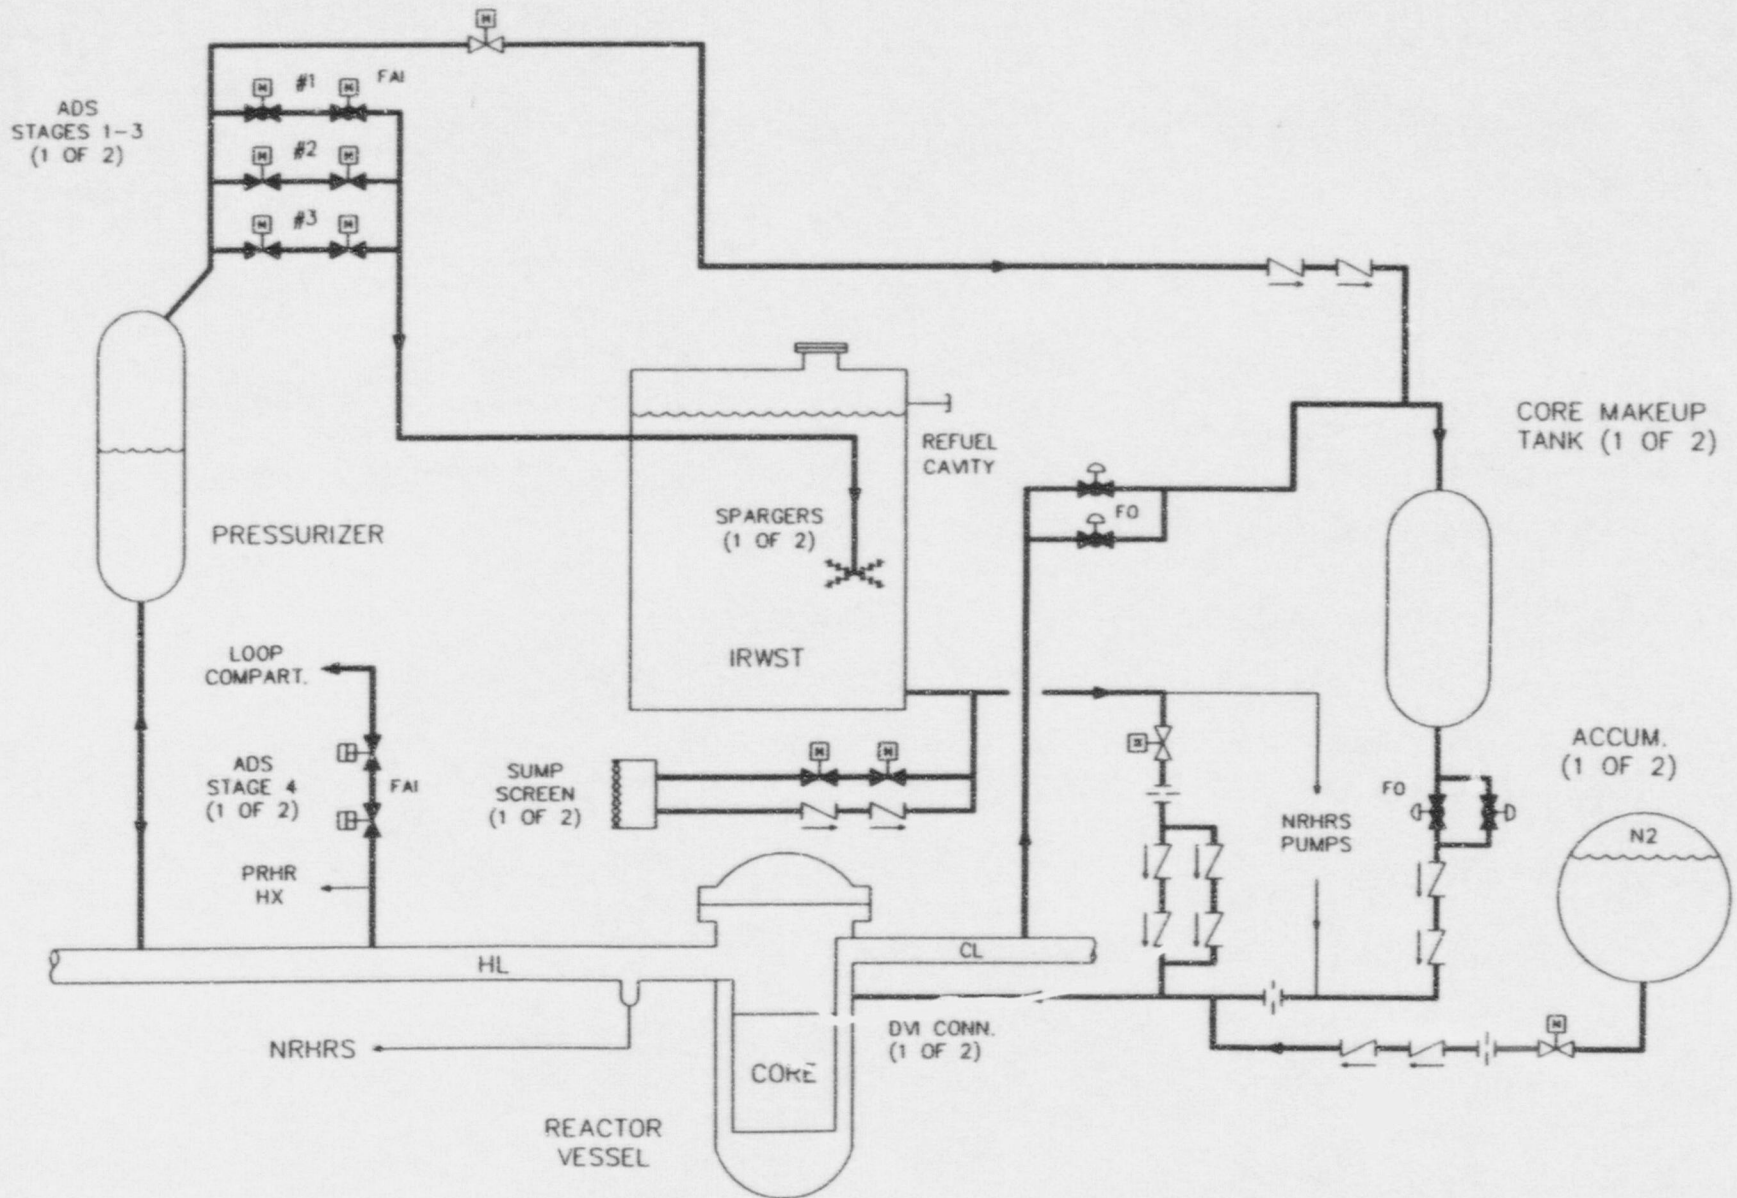 #1
FAI
ADS
STAGES 1-3
(1 OF 2)
#2
#3
CORE MAKEUP
TANK (1 OF 2)
REFUEL
CAVITY
SPARGERS
(1 OF 2)
FO
PRESSURIZER
IRWST
LOOP
COMPART.
ADS
STAGE 4
(1 OF 2)
FAI
SUMP
SCREEN
(1 OF 2)
ACCUM.
(1 OF 2)
FO
NRHRS
PUMPS
N2
PRHR
HX
HL
CL
DVI CONN.
(1 OF 2)
NRHRS
CORE
REACTOR
VESSEL